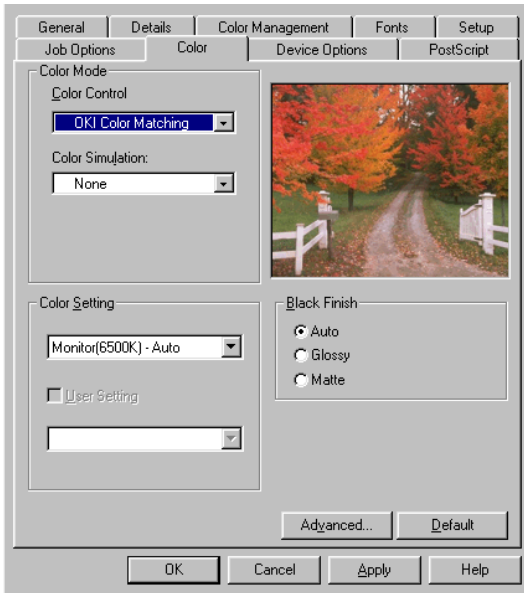 General Details Color Management Fonts Setup
Job Options Color Device Options PostScript
Color Mode
Color Control
OKI Color Matching
Color Simulation:
None
Color Setting
Monitor(6500K) - Auto
User Setting
Black Finish
Auto
Glossy
Matte
Advanced... Default
OK Cancel Apply Help